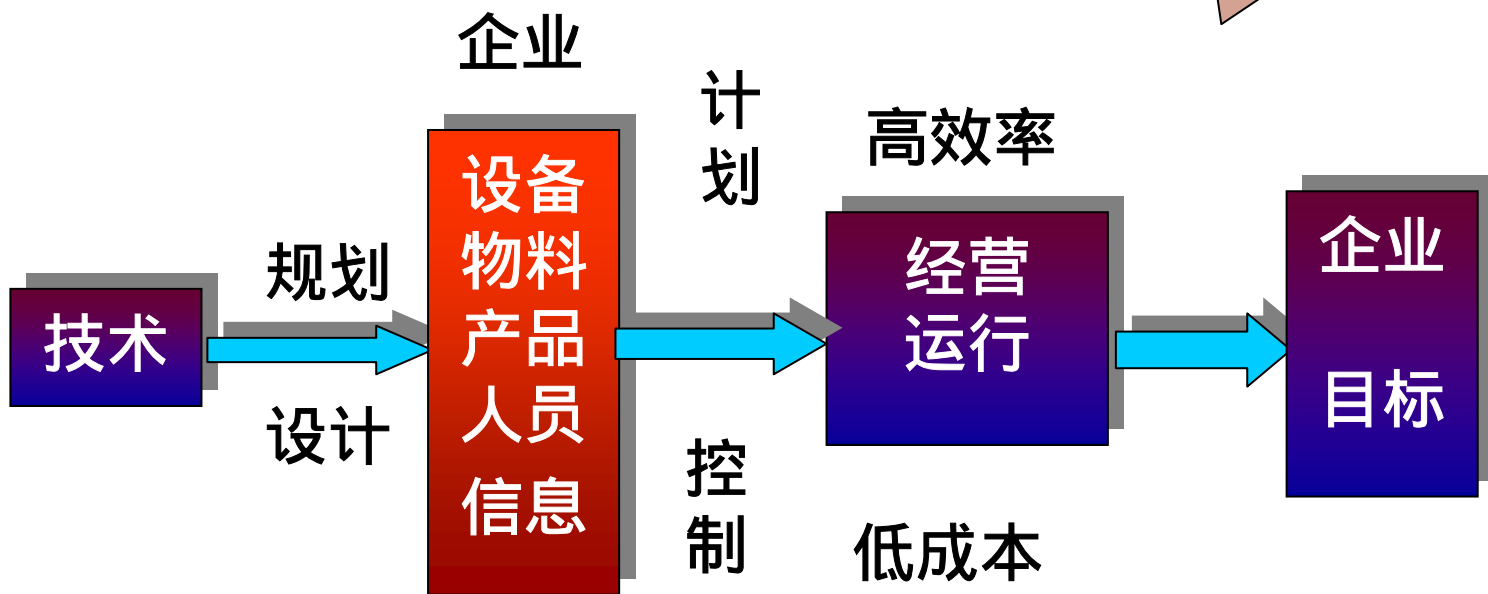 技术
规划
设计
企业
设备
物料
产品
人员
信息
计
划
控
制
高效率
经营
运行
低成本
企业
目标